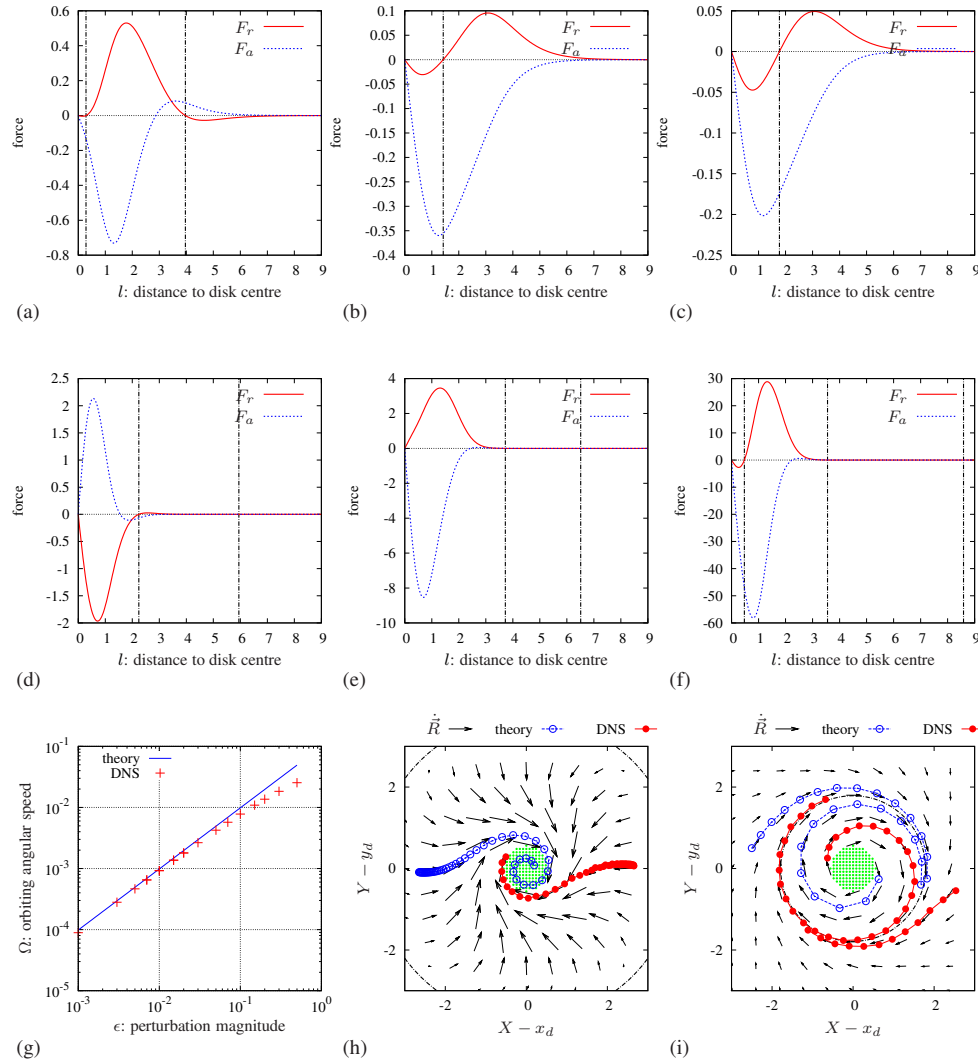 0.6
0.4
0.2
0
-0.2
-0.4
-0.6
-0.8
force
0 1 2 3 4 5 6 7 8 9
l: distance to disk centre
F_r
F_a
(a)
0.1
0.05
0
-0.05
-0.1
-0.15
-0.2
-0.25
-0.3
-0.35
-0.4
force
0 1 2 3 4 5 6 7 8 9
l: distance to disk centre
F_r
F_a
(b)
0.05
0
-0.05
-0.1
-0.15
-0.2
-0.25
force
0 1 2 3 4 5 6 7 8 9
l: distance to disk centre
F_r
F_a
(c)
2.5
2
1.5
1
0.5
0
-0.5
-1
-1.5
-2
force
0 1 2 3 4 5 6 7 8 9
l: distance to disk centre
F_r
F_a
(d)
4
2
0
-2
-4
-6
-8
-10
force
0 1 2 3 4 5 6 7 8 9
l: distance to disk centre
F_r
F_a
(e)
30
20
10
0
-10
-20
-30
-40
-50
-60
force
0 1 2 3 4 5 6 7 8 9
l: distance to disk centre
F_r
F_a
(f)
10^-1
10^-2
10^-3
10^-4
10^-5
Ω: orbiting angular speed
theory
DNS
10^-3 10^-2 10^-1 10^0
ϵ: perturbation magnitude
(g)
\dot{\vec{R}} theory DNS
2
1
0
-1
-2
Y − y_d
-2 0 2
X − x_d
(h)
\dot{\vec{R}} theory DNS
2
1
0
-1
-2
Y − y_d
-2 0 2
X − x_d
(i)